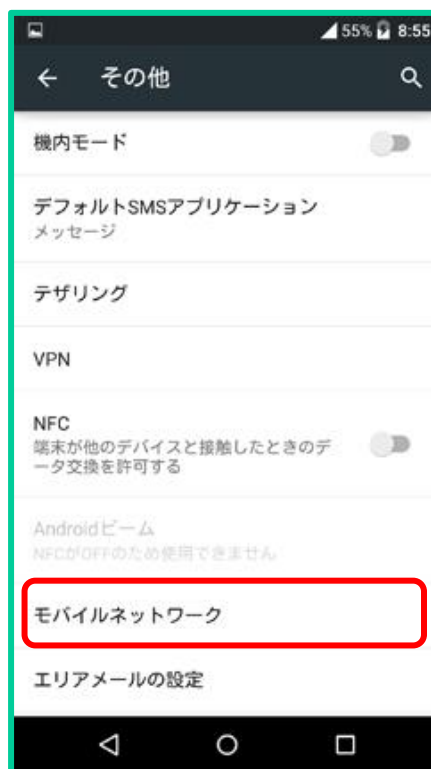 55% 8:55
その他
機内モード
デフォルトSMSアプリケーション
メッセージ
テザリング
VPN
NFC
端末が他のデバイスと接触したときのデ
ータ交換を許可する
Androidビーム
NFCがOFFのため使用できません
モバイルネットワーク
エリアメールの設定